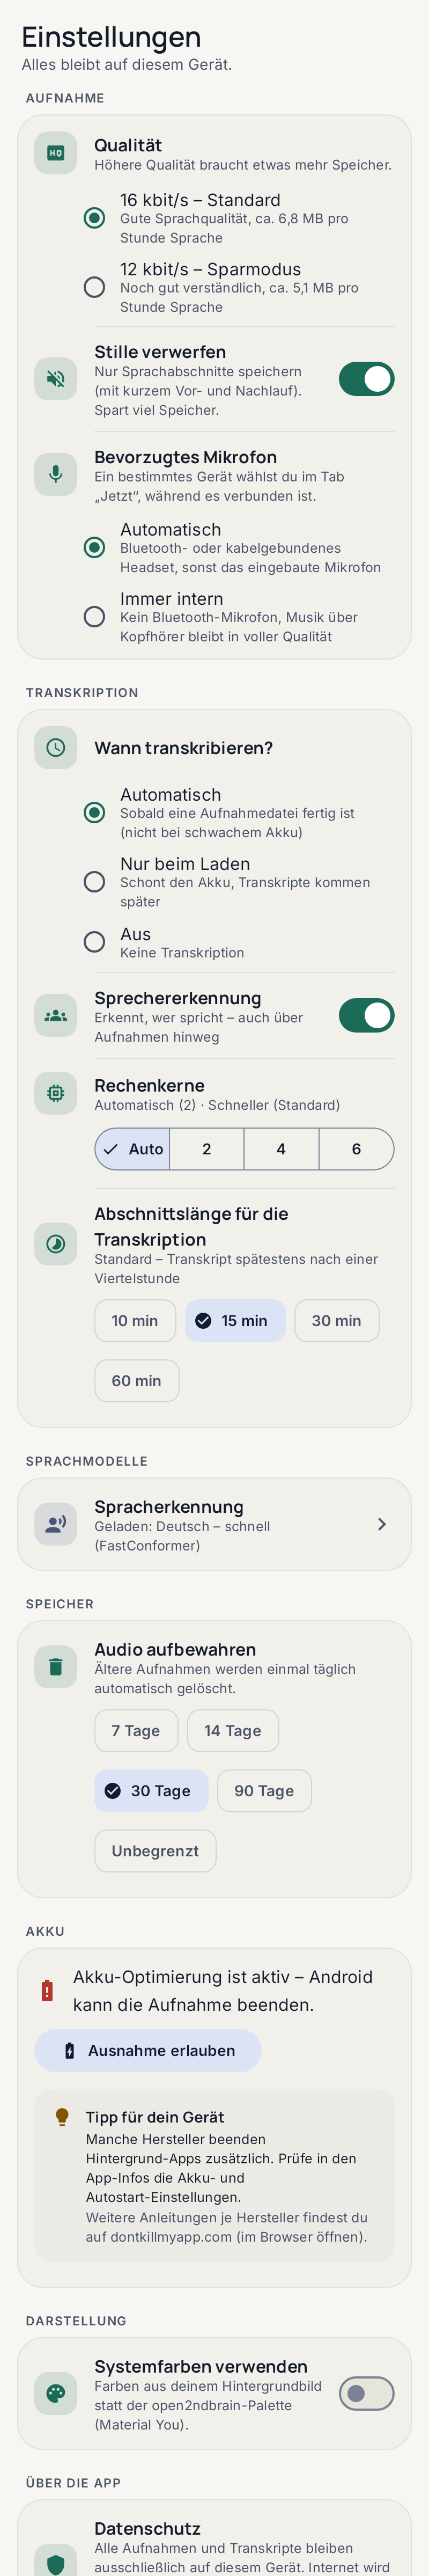 Einstellungen
Alles bleibt auf diesem Gerät.
AUFNAHME
HQ
Qualität
Höhere Qualität braucht etwas mehr Speicher.
16 kbit/s – Standard
Gute Sprachqualität, ca. 6,8 MB pro
Stunde Sprache
12 kbit/s – Sparmodus
Noch gut verständlich, ca. 5,1 MB pro
Stunde Sprache
Stille verwerfen
Nur Sprachabschnitte speichern
(mit kurzem Vor- und Nachlauf).
Spart viel Speicher.
Bevorzugtes Mikrofon
Ein bestimmtes Gerät wählst du im Tab
„Jetzt“, während es verbunden ist.
Automatisch
Bluetooth- oder kabelgebundenes
Headset, sonst das eingebaute Mikrofon
Immer intern
Kein Bluetooth-Mikrofon, Musik über
Kopfhörer bleibt in voller Qualität
TRANSKRIPTION
Wann transkribieren?
Automatisch
Sobald eine Aufnahmedatei fertig ist
(nicht bei schwachem Akku)
Nur beim Laden
Schont den Akku, Transkripte kommen
später
Aus
Keine Transkription
Sprechererkennung
Erkennt, wer spricht – auch über
Aufnahmen hinweg
Rechenkerne
Automatisch (2) · Schneller (Standard)
Auto 2 4 6
Abschnittslänge für die
Transkription
Standard – Transkript spätestens nach einer
Viertelstunde
10 min 15 min 30 min
60 min
SPRACHMODELLE
Spracherkennung
Geladen: Deutsch – schnell
(FastConformer)
SPEICHER
Audio aufbewahren
Ältere Aufnahmen werden einmal täglich
automatisch gelöscht.
7 Tage 14 Tage
30 Tage 90 Tage
Unbegrenzt
AKKU
Akku-Optimierung ist aktiv – Android
kann die Aufnahme beenden.
Ausnahme erlauben
Tipp für dein Gerät
Manche Hersteller beenden
Hintergrund-Apps zusätzlich. Prüfe in den
App-Infos die Akku- und
Autostart-Einstellungen.
Weitere Anleitungen je Hersteller findest du
auf dontkillmyapp.com (im Browser öffnen).
DARSTELLUNG
Systemfarben verwenden
Farben aus deinem Hintergrundbild
statt der open2ndbrain-Palette
(Material You).
ÜBER DIE APP
Datenschutz
Alle Aufnahmen und Transkripte bleiben
ausschließlich auf diesem Gerät. Internet wird